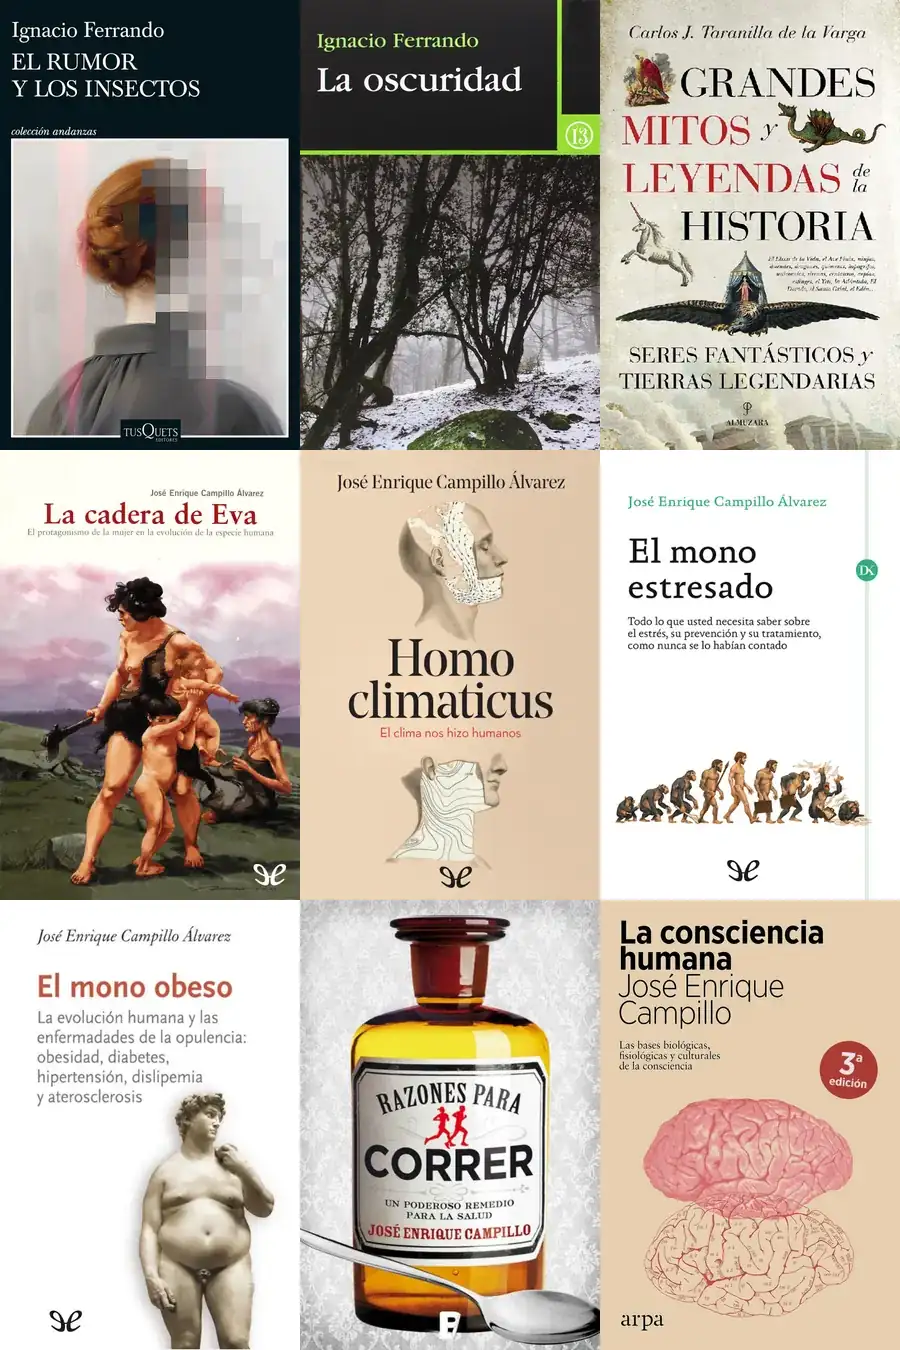 Ignacio Ferrando
EL RUMOR
Y LOS INSECTOS
colección andanzas
TUSQUETS
EDITORES
Ignacio Ferrando
La oscuridad
13
Carlos J. Taranilla de la Varga
GRANDES
MITOS y
LEYENDAS de la
HISTORIA
SERES FANTÁSTICOS y
TIERRAS LEGENDARIAS
ALMUZARA
José Enrique Campillo Álvarez
La cadera de Eva
El protagonismo de la mujer en la evolución de la especie humana
José Enrique Campillo Álvarez
Homo
climaticus
El clima nos hizo humanos
José Enrique Campillo Álvarez
El mono
estresado
DK
Todo lo que usted necesita saber sobre
el estrés, su prevención y su tratamiento,
como nunca se lo habían contado
José Enrique Campillo Álvarez
El mono obeso
La evolución humana y las
enfermedades de la opulencia:
obesidad, diabetes,
hipertensión, dislipemia
y aterosclerosis
RAZONES PARA
CORRER
UN PODEROSO REMEDIO
PARA LA SALUD
JOSÉ ENRIQUE CAMPILLO
B
La consciencia
humana
José Enrique
Campillo
Las bases biológicas,
fisiológicas y culturales
de la consciencia
3ª
edición
arpa